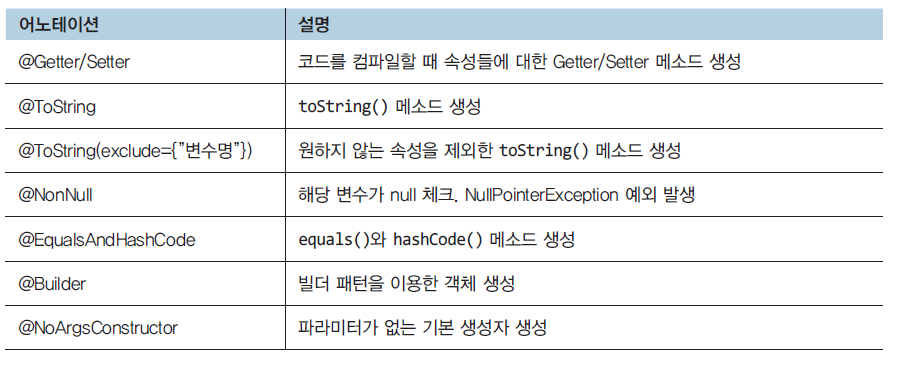 어노테이션 설명
@Getter/Setter 코드를 컴파일할 때 속성들에 대한 Getter/Setter 메소드 생성
@ToString toString() 메소드 생성
@ToString(exclude={”변수명”}) 원하지 않는 속성을 제외한 toString() 메소드 생성
@NonNull 해당 변수가 null 체크. NullPointerException 예외 발생
@EqualsAndHashCode equals()와 hashCode() 메소드 생성
@Builder 빌더 패턴을 이용한 객체 생성
@NoArgsConstructor 파라미터가 없는 기본 생성자 생성